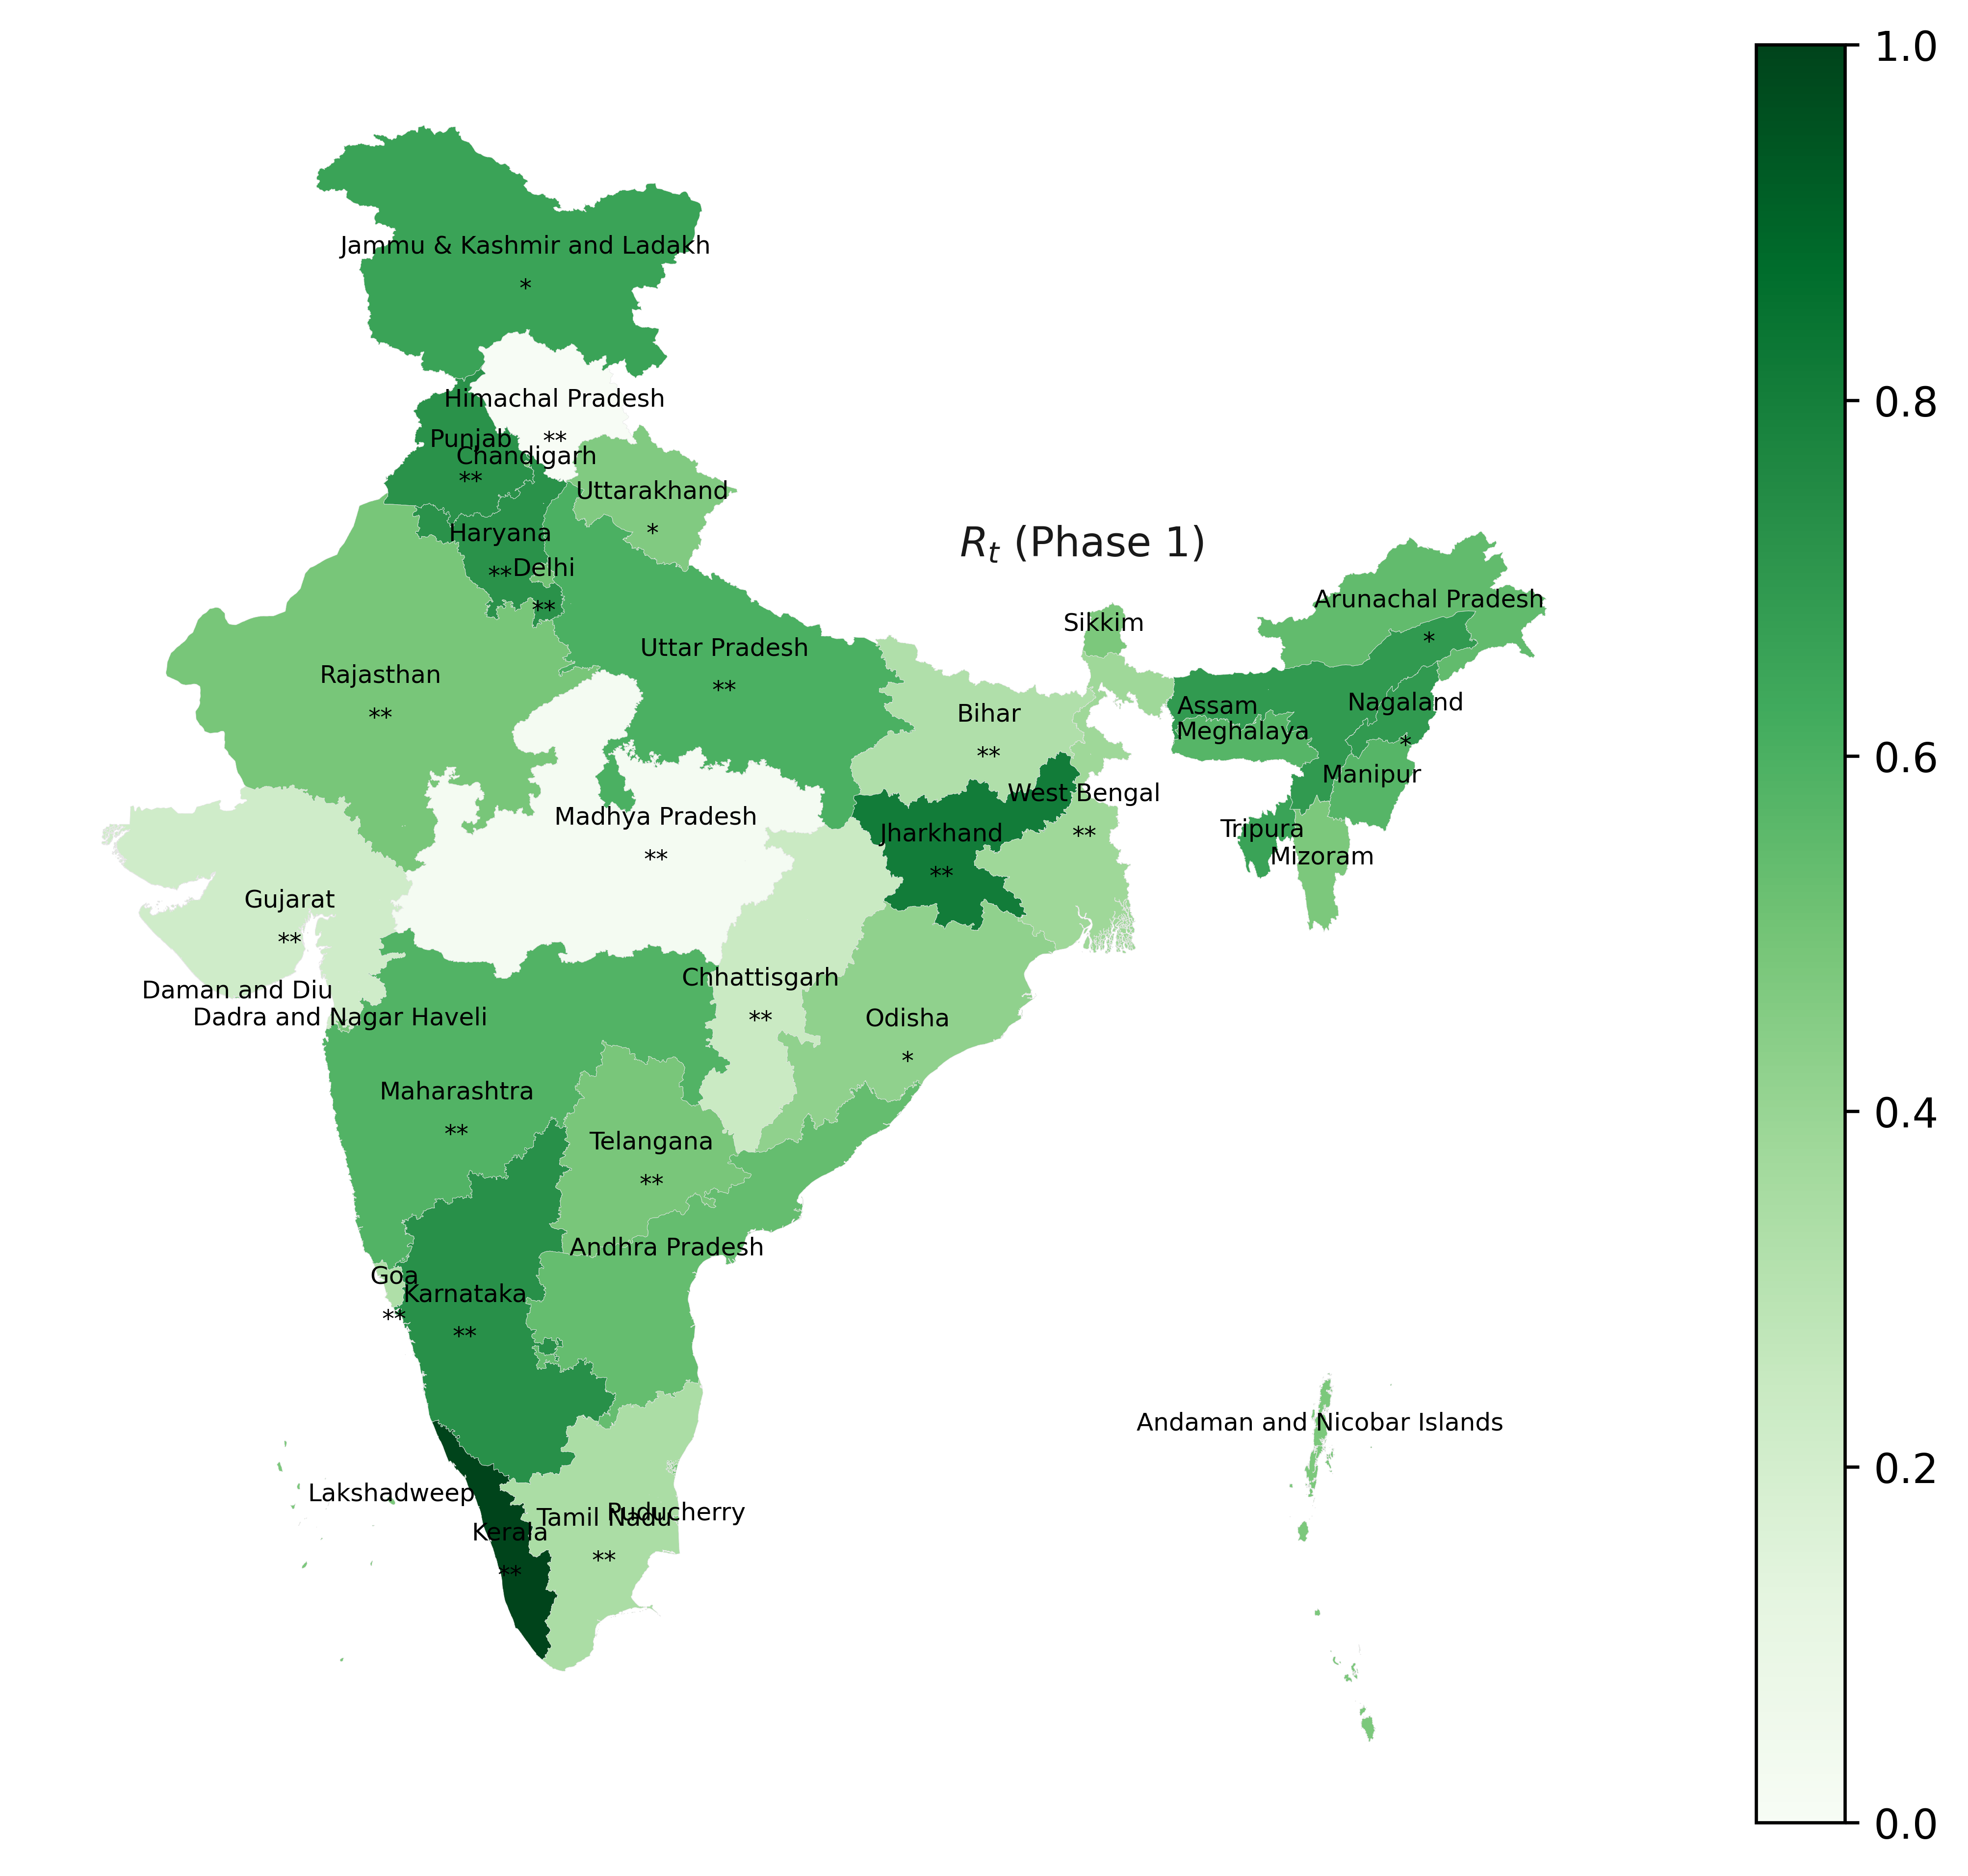 1.0
Jammu & Kashmir and Ladakh
*
Himachal Pradesh
**
0.8
Punjab
**
Chandigarh
Uttarakhand
*
Haryana
**
Delhi
**
R_t (Phase 1)
Arunachal Pradesh
*
Sikkim
Uttar Pradesh
**
Rajasthan
**
Nagaland
*
Assam
Bihar
**
Meghalaya
0.6
Manipur
West Bengal
**
Madhya Pradesh
**
Tripura
Jharkhand
**
Mizoram
Gujarat
**
Chhattisgarh
**
Daman and Diu
Dadra and Nagar Haveli
Odisha
*
Maharashtra
**
0.4
Telangana
**
Andhra Pradesh
Goa
**
Karnataka
**
Andaman and Nicobar Islands
0.2
Lakshadweep
Puducherry
Tamil Nadu
**
Kerala
**
0.0